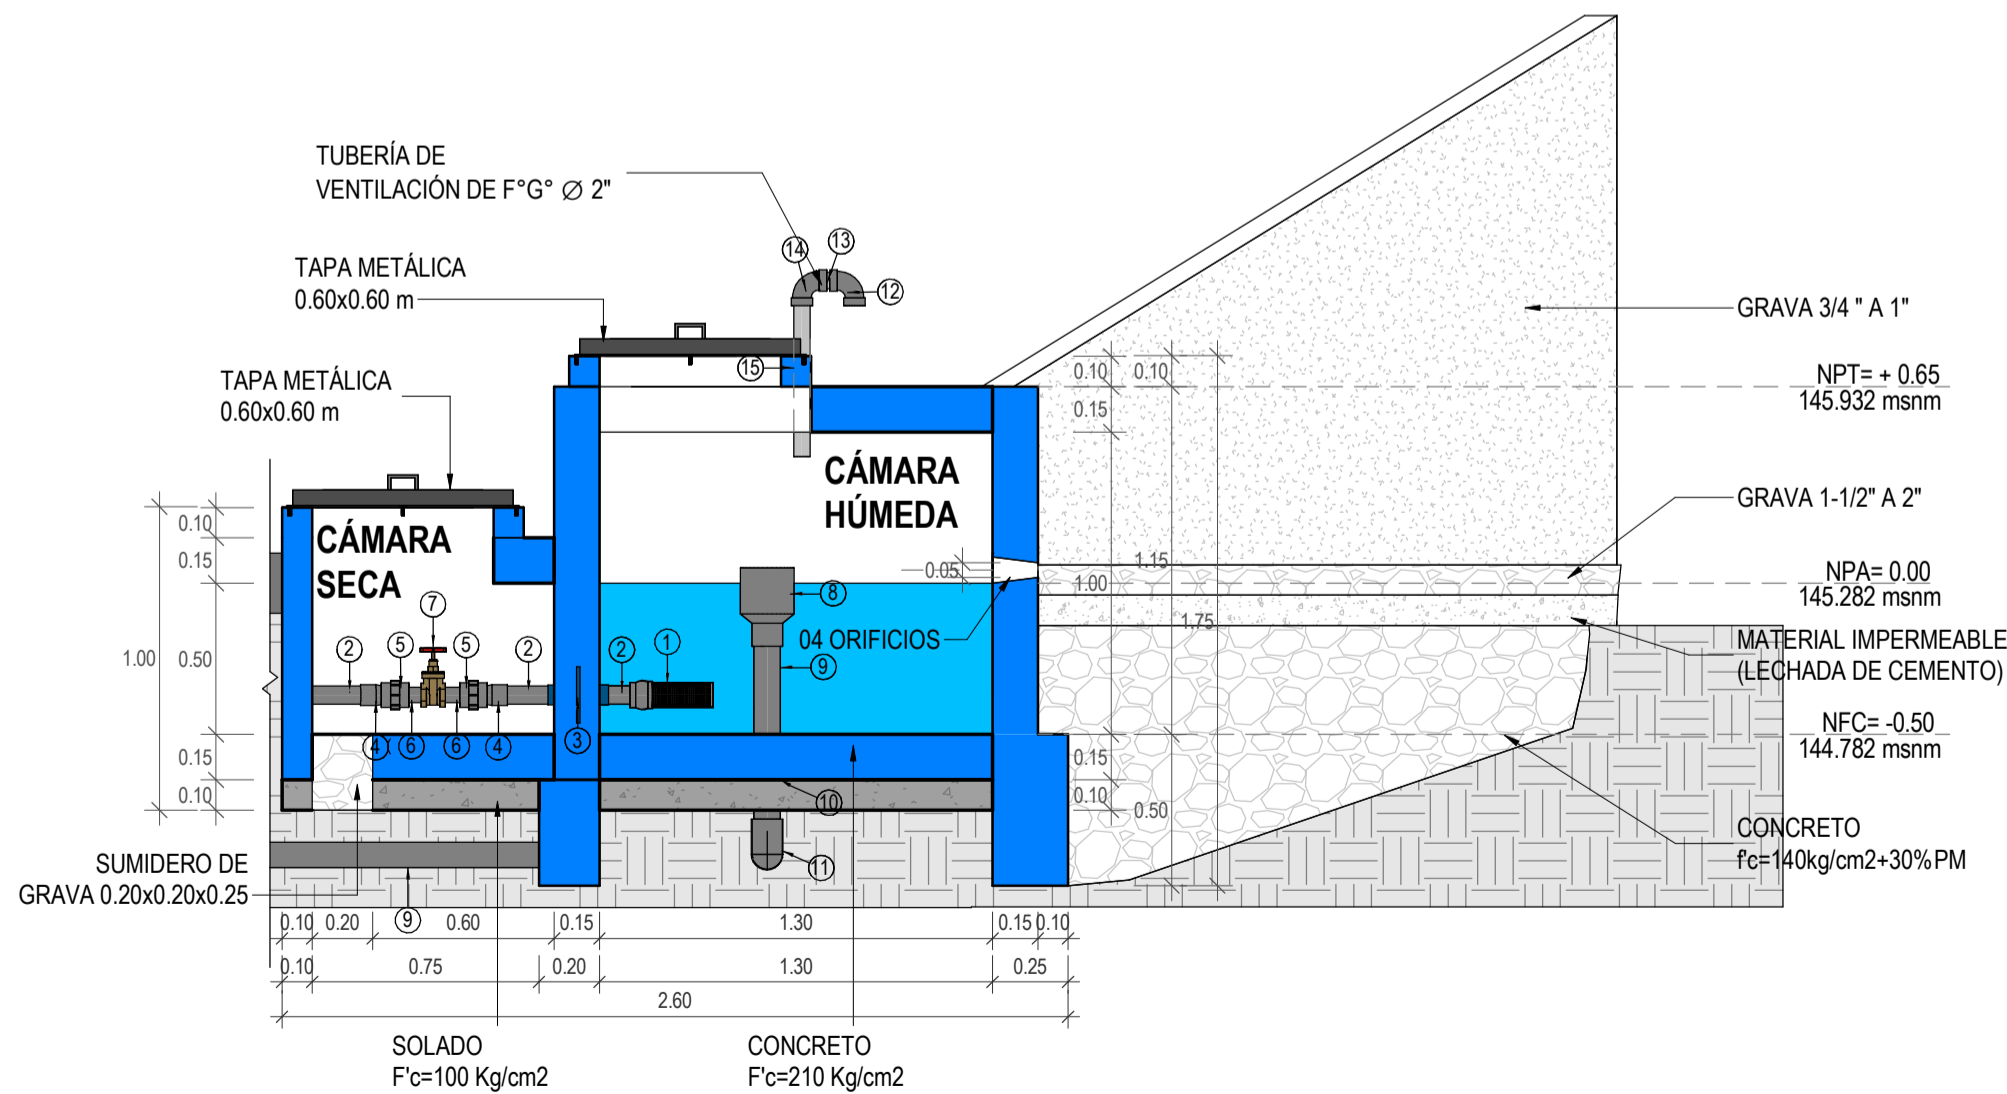 TUBERÍA DE
VENTILACIÓN DE F°G° Ø 2"
TAPA METÁLICA
0.60x0.60 m
TAPA METÁLICA
0.60x0.60 m
14
13
12
15
GRAVA 3/4 " A 1"
NPT= + 0.65
145.932 msnm
GRAVA 1-1/2" A 2"
NPA= 0.00
145.282 msnm
MATERIAL IMPERMEABLE
(LECHADA DE CEMENTO)
NFC= -0.50
144.782 msnm
CONCRETO
f'c=140kg/cm2+30%PM
CÁMARA
HÚMEDA
CÁMARA
SECA
0.10
0.10
0.15
0.05
1.15
1.00
1.75
0.15
0.10
0.50
04 ORIFICIOS
8
9
1
2
3
7
5
5
2
2
4
6
6
4
10
11
0.10
0.15
0.50
1.00
0.15
0.10
SUMIDERO DE
GRAVA 0.20x0.20x0.25
9
0.10
0.20
0.60
0.15
1.30
0.15
0.10
0.10
0.75
0.20
1.30
0.25
2.60
SOLADO
F'c=100 Kg/cm2
CONCRETO
F'c=210 Kg/cm2